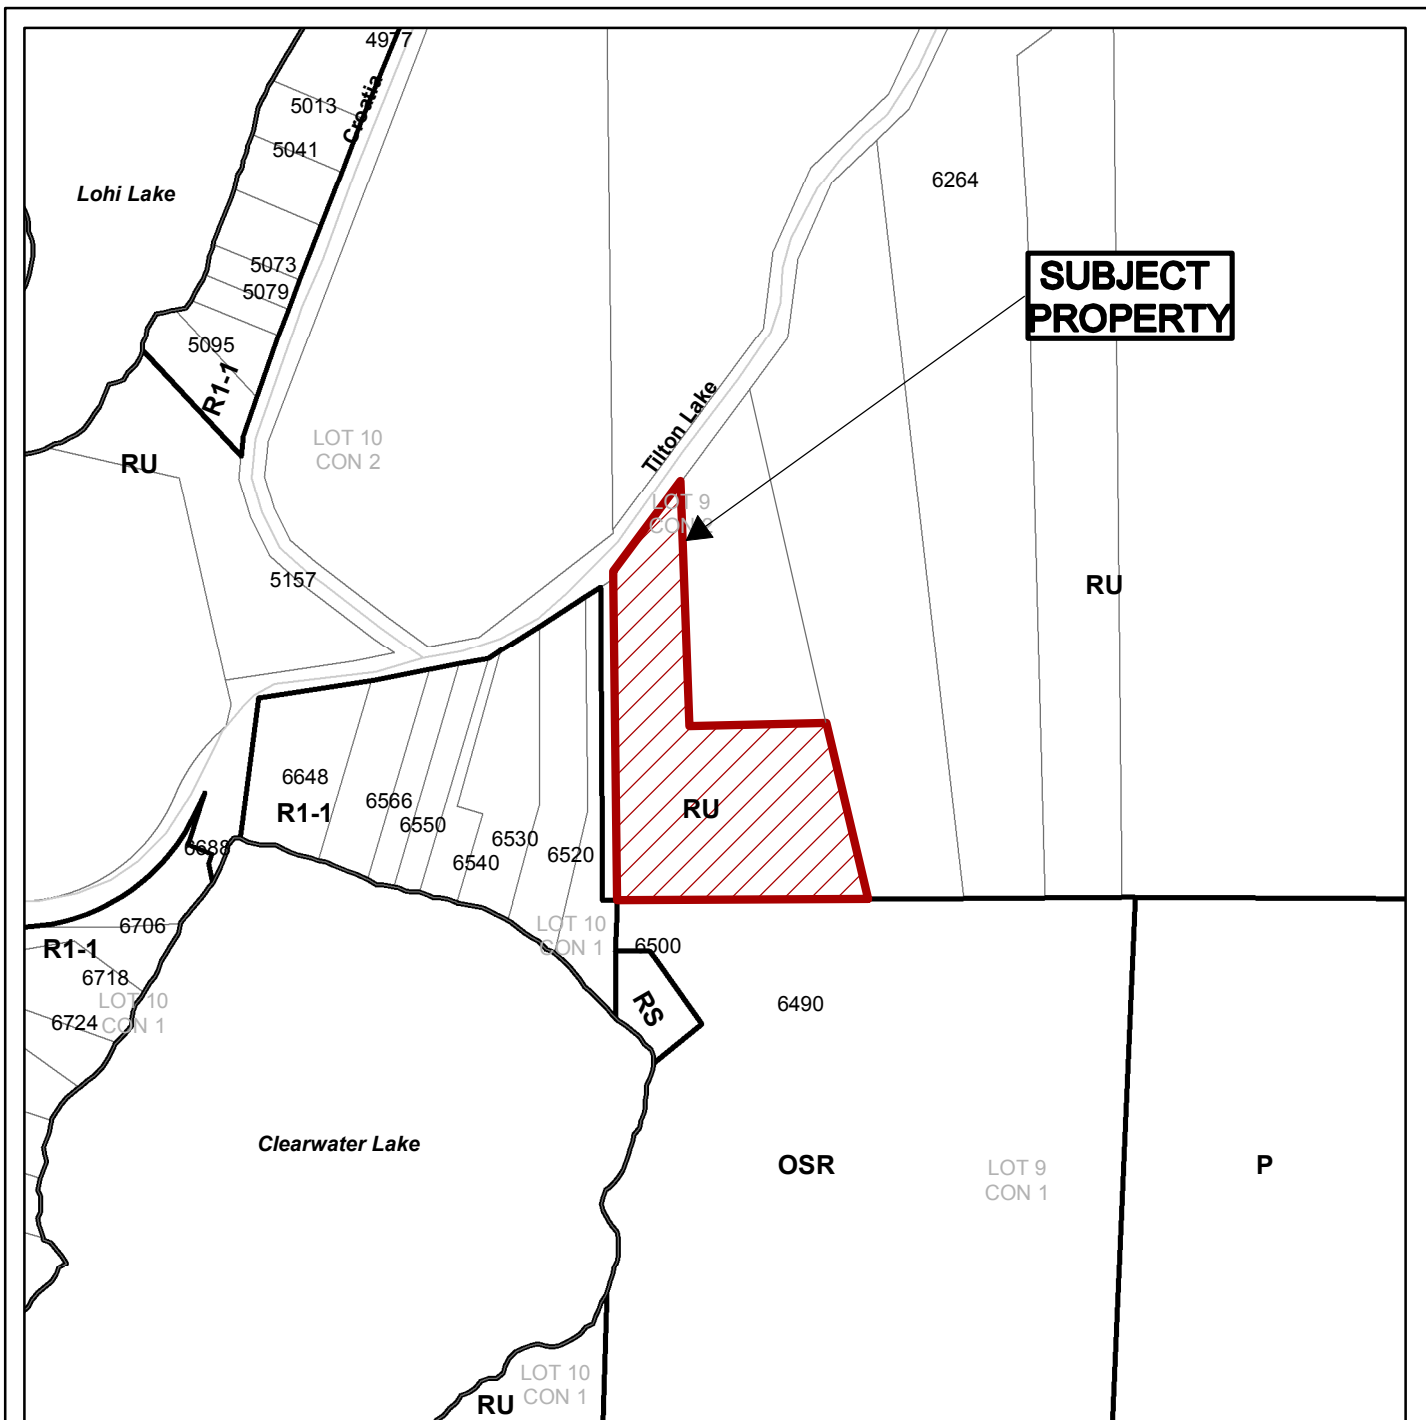 4977
5013
Croatia
5041
Lohi Lake
6264
5073
5079
SUBJECT
PROPERTY
5095
R1-1
Tilton Lake
LOT 10
CON 2
RU
LOT 9
CON 2
5157
RU
6648
R1-1
6566
6550
6530
6540
6520
RU
6688
6706
R1-1
6718
LOT 10
CON 1
6724
LOT 10
CON 1
6500
RS
6490
Clearwater Lake
OSR
LOT 9
CON 1
P
LOT 10
CON 1
RU